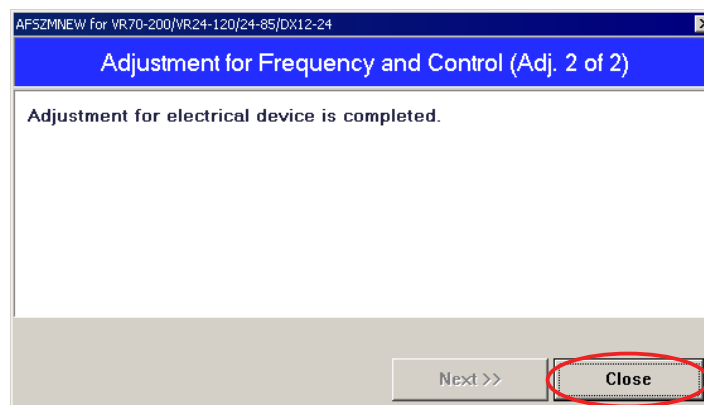 AFSZMNEW for VR70-200/VR24-120/24-85/DX12-24
Adjustment for Frequency and Control (Adj. 2 of 2)
Adjustment for electrical device is completed.
Next >>
Close